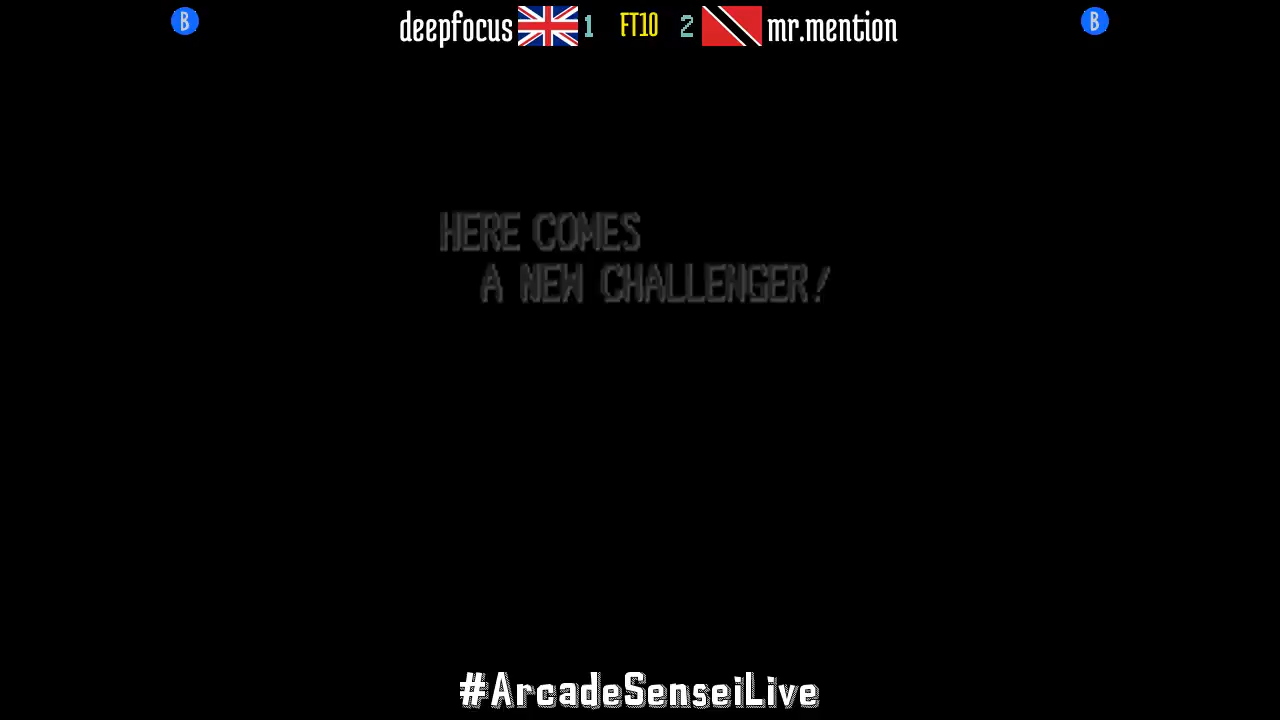 B deepfocus 1 FT10 2 mr.mention B
HERE COMES
A NEW CHALLENGER!
#ArcadeSenseiLive